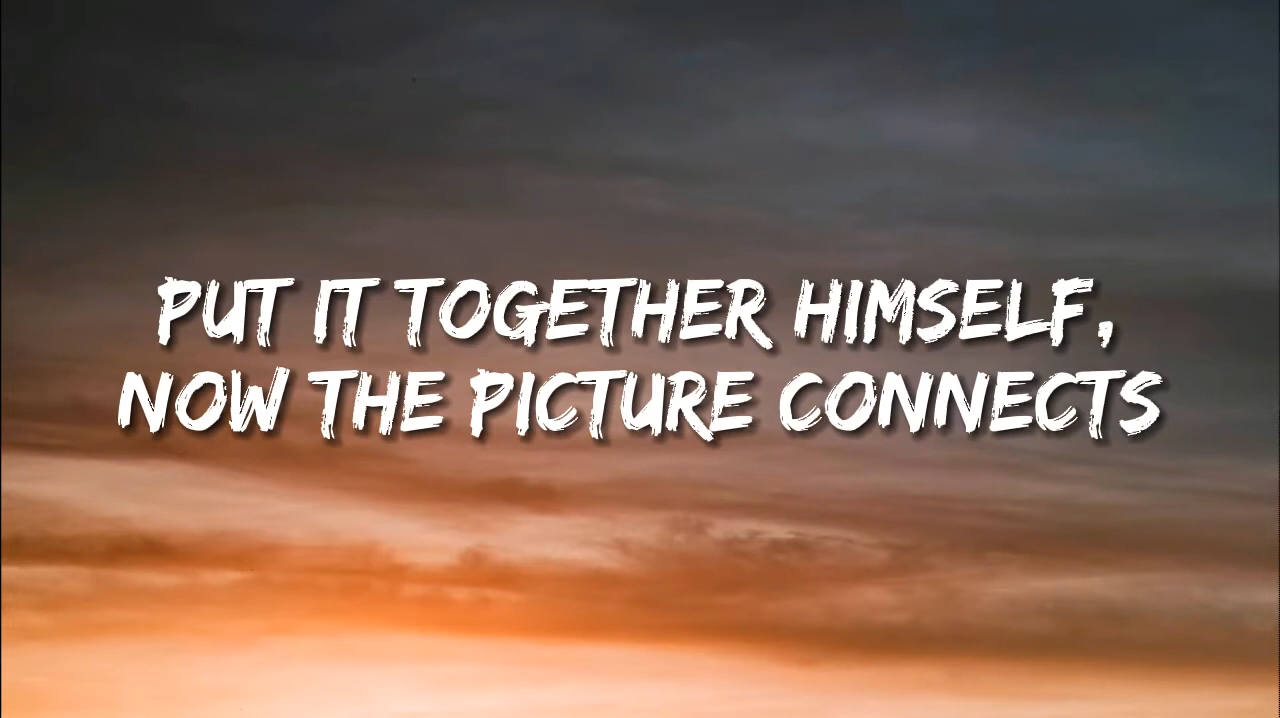 PUT IT TOGETHER HIMSELF,
NOW THE PICTURE CONNECTS